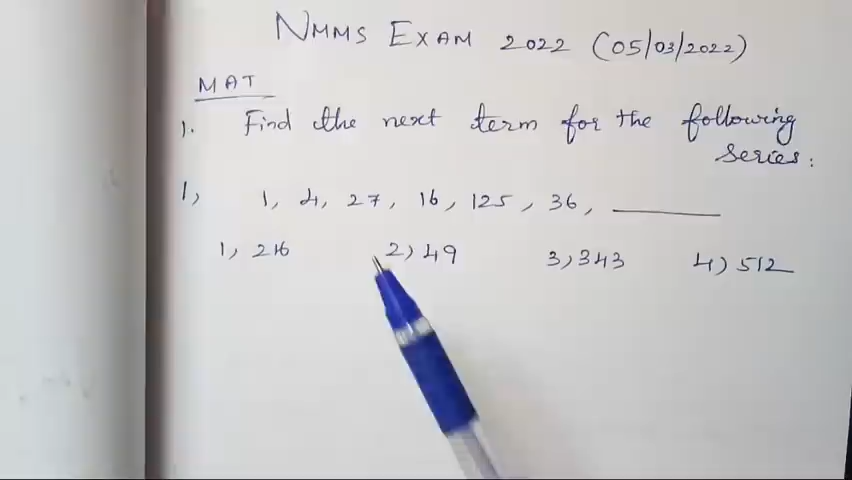 NMMS EXAM 2022 (05/03/2022)
MAT
1. Find the next term for the following
series:
1, 1, 4, 27, 16, 125, 36, ______
1, 216 2) 49 3) 343 4) 512